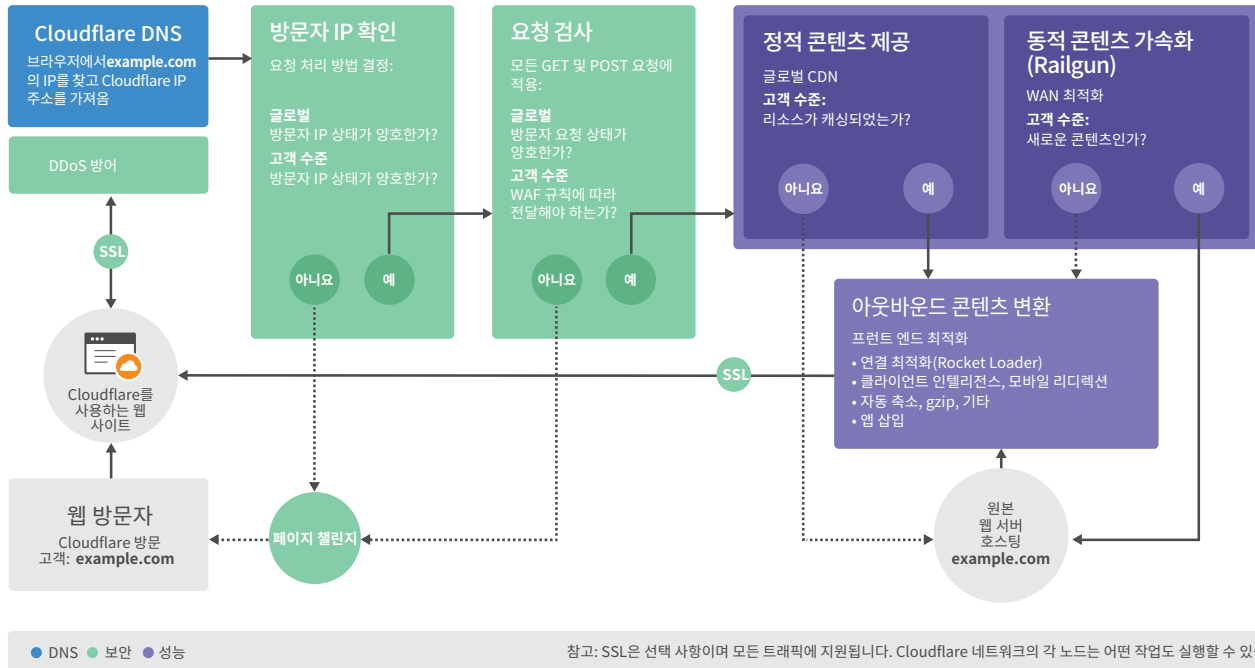 Cloudflare DNS
브라우저에서example.com
의 IP를 찾고 Cloudflare IP
주소를 가져옴
DDoS 방어
SSL
Cloudflare를
사용하는 웹
사이트
웹 방문자
Cloudflare 방문
고객: example.com
방문자 IP 확인
요청 처리 방법 결정:
글로벌
방문자 IP 상태가 양호한가?
고객 수준
방문자 IP 상태가 양호한가?
아니요
예
페이지 챌린지
요청 검사
모든 GET 및 POST 요청에
적용:
글로벌
방문자 요청 상태가
양호한가?
고객 수준
WAF 규칙에 따라
전달해야 하는가?
아니요
예
정적 콘텐츠 제공
글로벌 CDN
고객 수준:
리소스가 캐싱되었는가?
아니요
예
동적 콘텐츠 가속화
(Railgun)
WAN 최적화
고객 수준:
새로운 콘텐츠인가?
아니요
예
SSL
아웃바운드 콘텐츠 변환
프런트 엔드 최적화
• 연결 최적화(Rocket Loader)
• 클라이언트 인텔리전스, 모바일 리디렉션
• 자동 축소, gzip, 기타
• 앱 삽입
원본
웹 서버
호스팅
example.com
DNS
보안
성능
참고: SSL은 선택 사항이며 모든 트래픽에 지원됩니다. Cloudflare 네트워크의 각 노드는 어떤 작업도 실행할 수 있